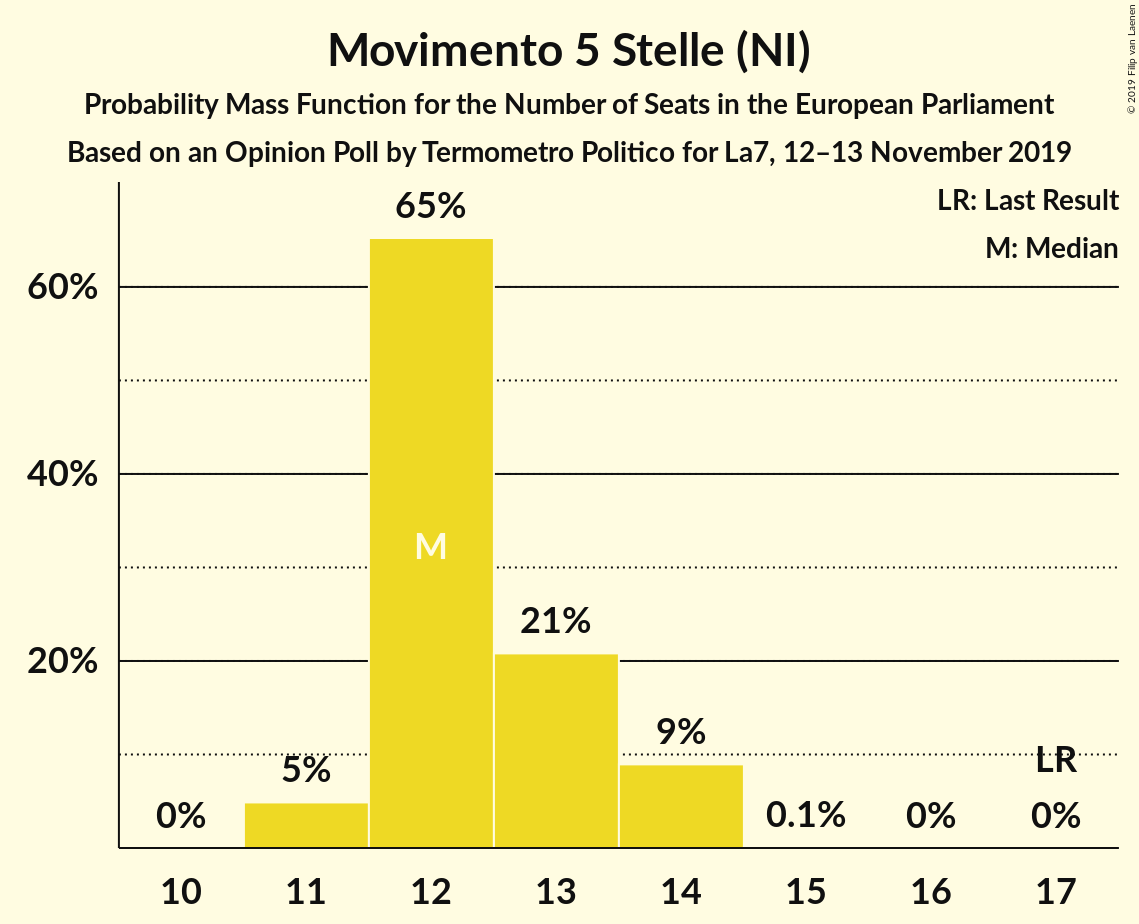 Movimento 5 Stelle (NI)
Probability Mass Function for the Number of Seats in the European Parliament
Based on an Opinion Poll by Termometro Politico for La7, 12–13 November 2019
© 2019 Filip van Laenen
LR: Last Result
M: Median
65%
60%
40%
M
21%
20%
9%
5%
LR
0%
0.1%
0%
0%
10 11 12 13 14 15 16 17